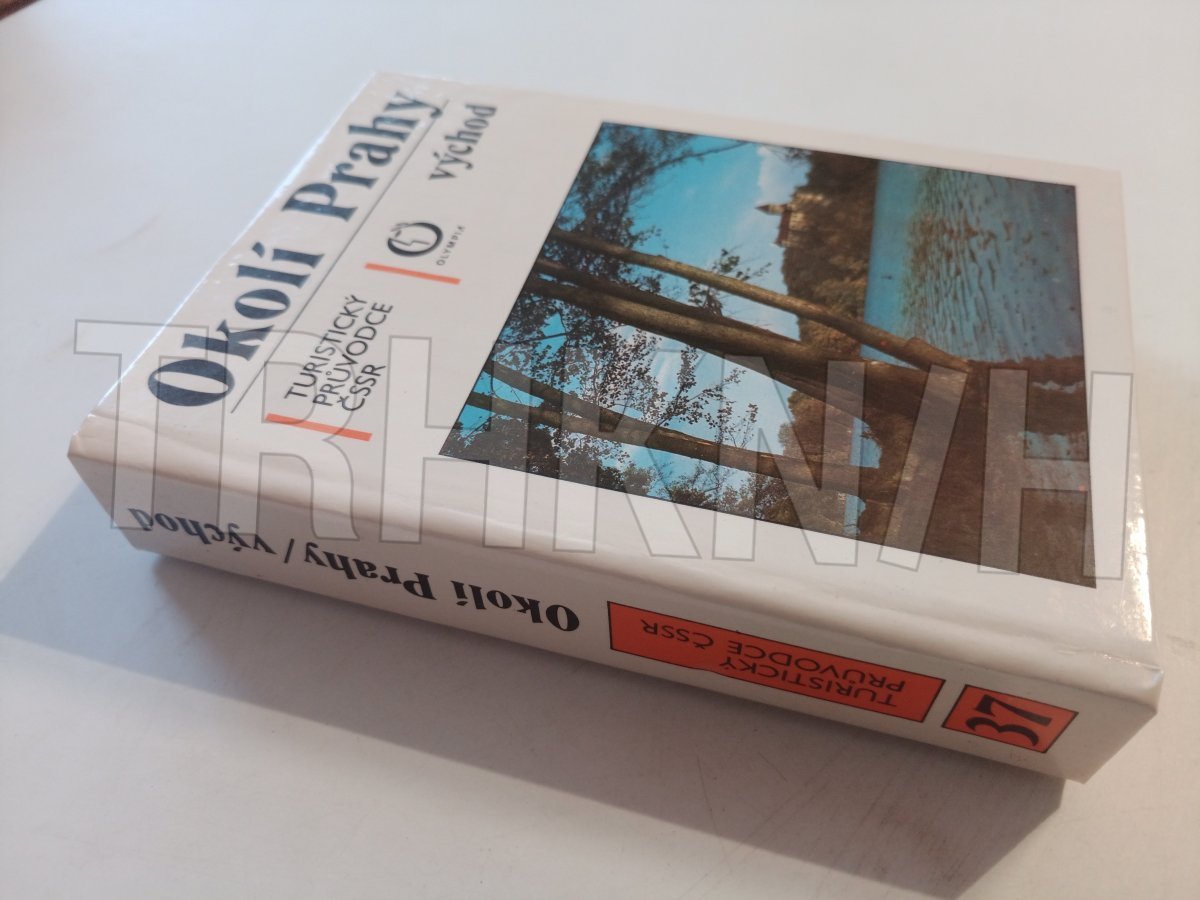 Okolí Prahy
východ
TURISTICKÝ
PRŮVODCE
ČSSR
OLYMPIA
Okolí Prahy / východ
TURISTICKÝ
PRŮVODCE ČSSR
37
TRHKNIH